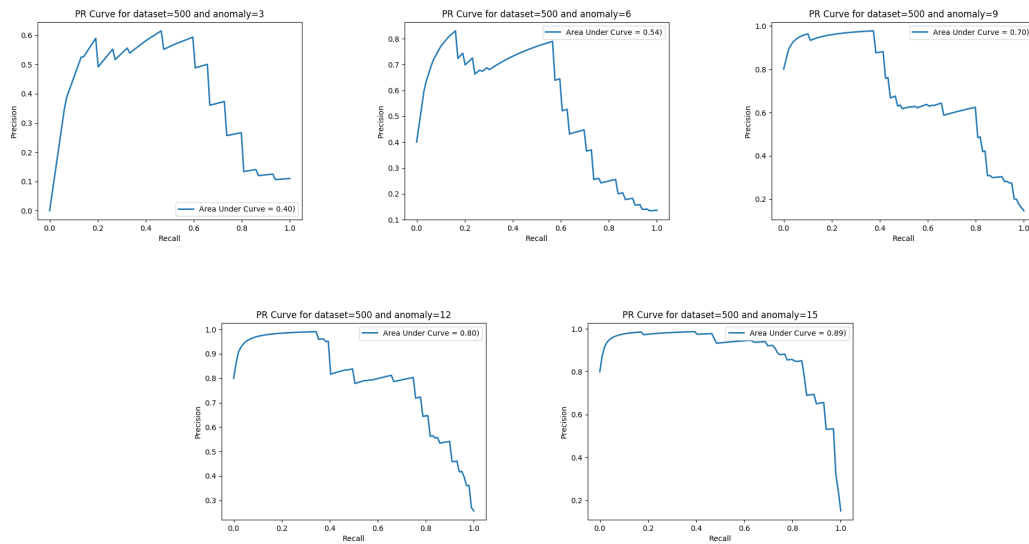 PR Curve for dataset=500 and anomaly=3
0.6
0.5
0.4
0.3
0.2
0.1
0.0
Precision
Area Under Curve = 0.40)
0.0 0.2 0.4 0.6 0.8 1.0
Recall
PR Curve for dataset=500 and anomaly=6
Area Under Curve = 0.54)
0.8
0.7
0.6
0.5
0.4
0.3
0.2
0.1
Precision
0.0 0.2 0.4 0.6 0.8 1.0
Recall
PR Curve for dataset=500 and anomaly=9
1.0
Area Under Curve = 0.70)
0.8
0.6
0.4
0.2
Precision
0.0 0.2 0.4 0.6 0.8 1.0
Recall
PR Curve for dataset=500 and anomaly=12
1.0
Area Under Curve = 0.80)
0.9
0.8
0.7
0.6
0.5
0.4
0.3
Precision
0.0 0.2 0.4 0.6 0.8 1.0
Recall
PR Curve for dataset=500 and anomaly=15
1.0
Area Under Curve = 0.89)
0.8
0.6
0.4
0.2
Precision
0.0 0.2 0.4 0.6 0.8 1.0
Recall